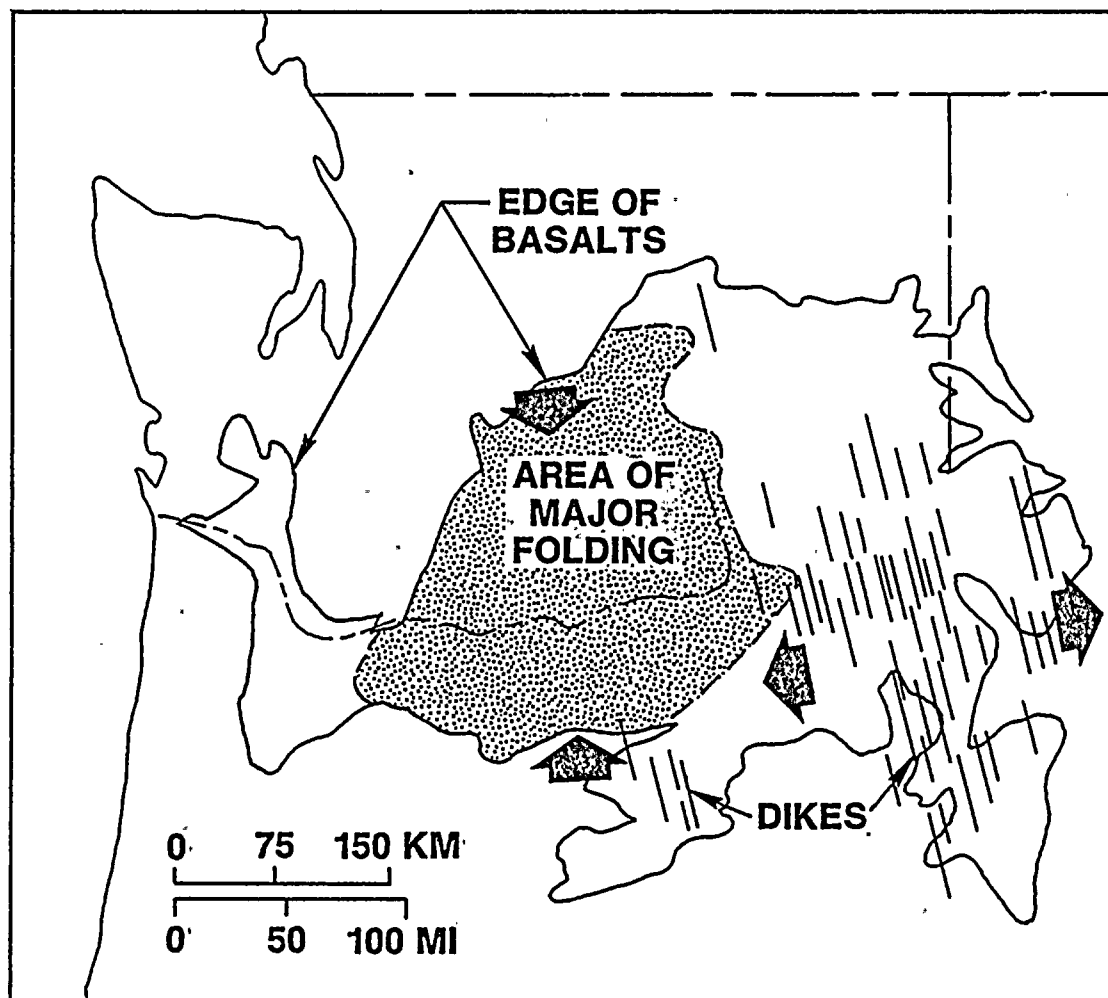 EDGE OF
BASALTS
AREA OF
MAJOR
FOLDING
DIKES
0 75 150 KM
0 50 100 MI